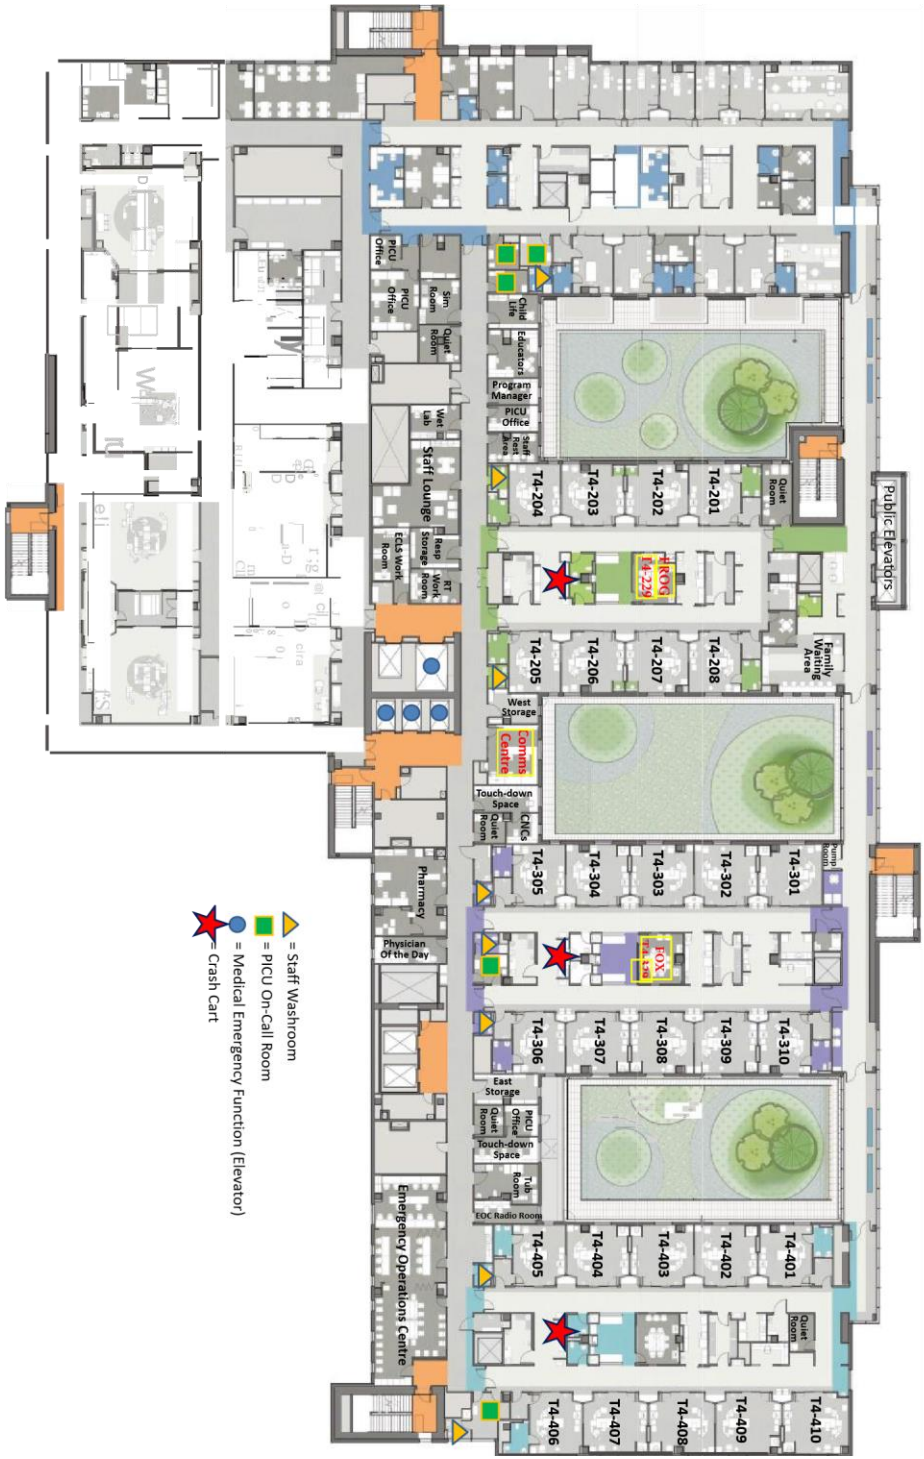 PICU
Office
PICU
Office
Sim
Room
Quiet
Room
Child
Life
Educators
Program
Manager
PICU
Office
Staff
Rest
Area
Wet
Lab
Staff Lounge
Resp
Storage
RT
Work
Room
ECLS Work
Room
T4-204
T4-203
T4-202
T4-201
Quiet
Room
Public Elevators
FROG
T4-229
T4-205
T4-206
T4-207
T4-208
Family
Waiting
Area
West
Storage
Comms
Centre
Touch-down
Space
CNCs
Quiet
Room
T4-305
T4-304
T4-303
T4-302
T4-301
Pump
Room
Pharmacy
Physician
Of the Day
FOX
T4-306
T4-307
T4-308
T4-309
T4-310
East
Storage
PICU
Office
Quiet
Room
Touch-down
Space
Tub
Room
EOC Radio Room
Emergency Operations Centre
T4-405
T4-404
T4-403
T4-402
T4-401
Quiet
Room
T4-406
T4-407
T4-408
T4-409
T4-410
= Staff Washroom
= PICU On-Call Room
= Medical Emergency Function (Elevator)
= Crash Cart